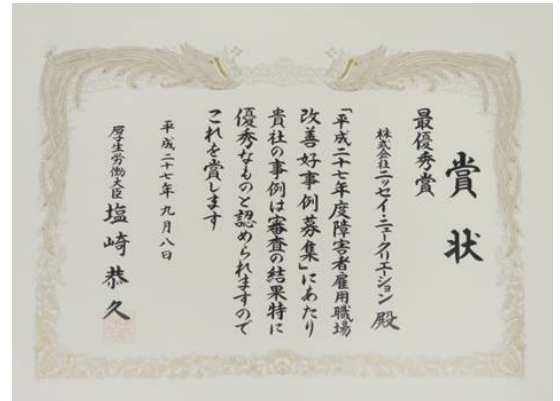 賞状
最優秀賞
株式会社ニッセイ・ニュークリエーション 殿
「平成二十七年度障害者雇用職場
改善好事例募集」にあたり
貴社の事例は審査の結果特に
優秀なものと認められますので
これを賞します
平成二十七年九月八日
厚生労働大臣 塩崎恭久